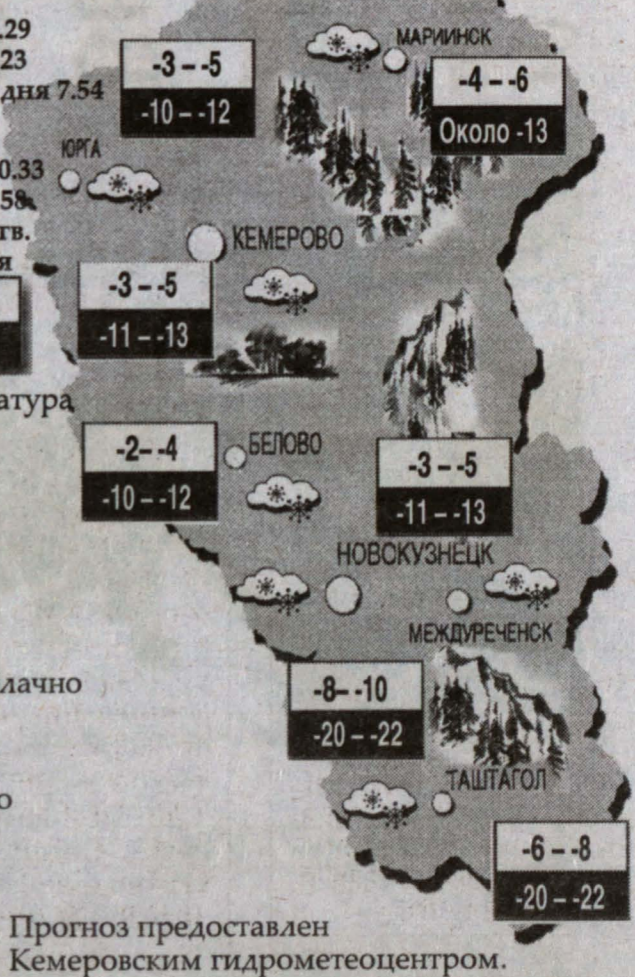 .29
23
дня 7.54
0.33
58
тв.
я
атура
лачно
о
МАРИИНСК
-3 – -5
-10 – -12
-4 – -6
Около -13
ЮРГА
КЕМЕРОВО
-3 – -5
-11 – -13
-2 – -4
-10 – -12
БЕЛОВО
-3 – -5
-11 – -13
НОВОКУЗНЕЦК
МЕЖДУРЕЧЕНСК
-8 – -10
-20 – -22
ТАШТАГОЛ
-6 – -8
-20 – -22
Прогноз предоставлен
Кемеровским гидрометеоцентром.